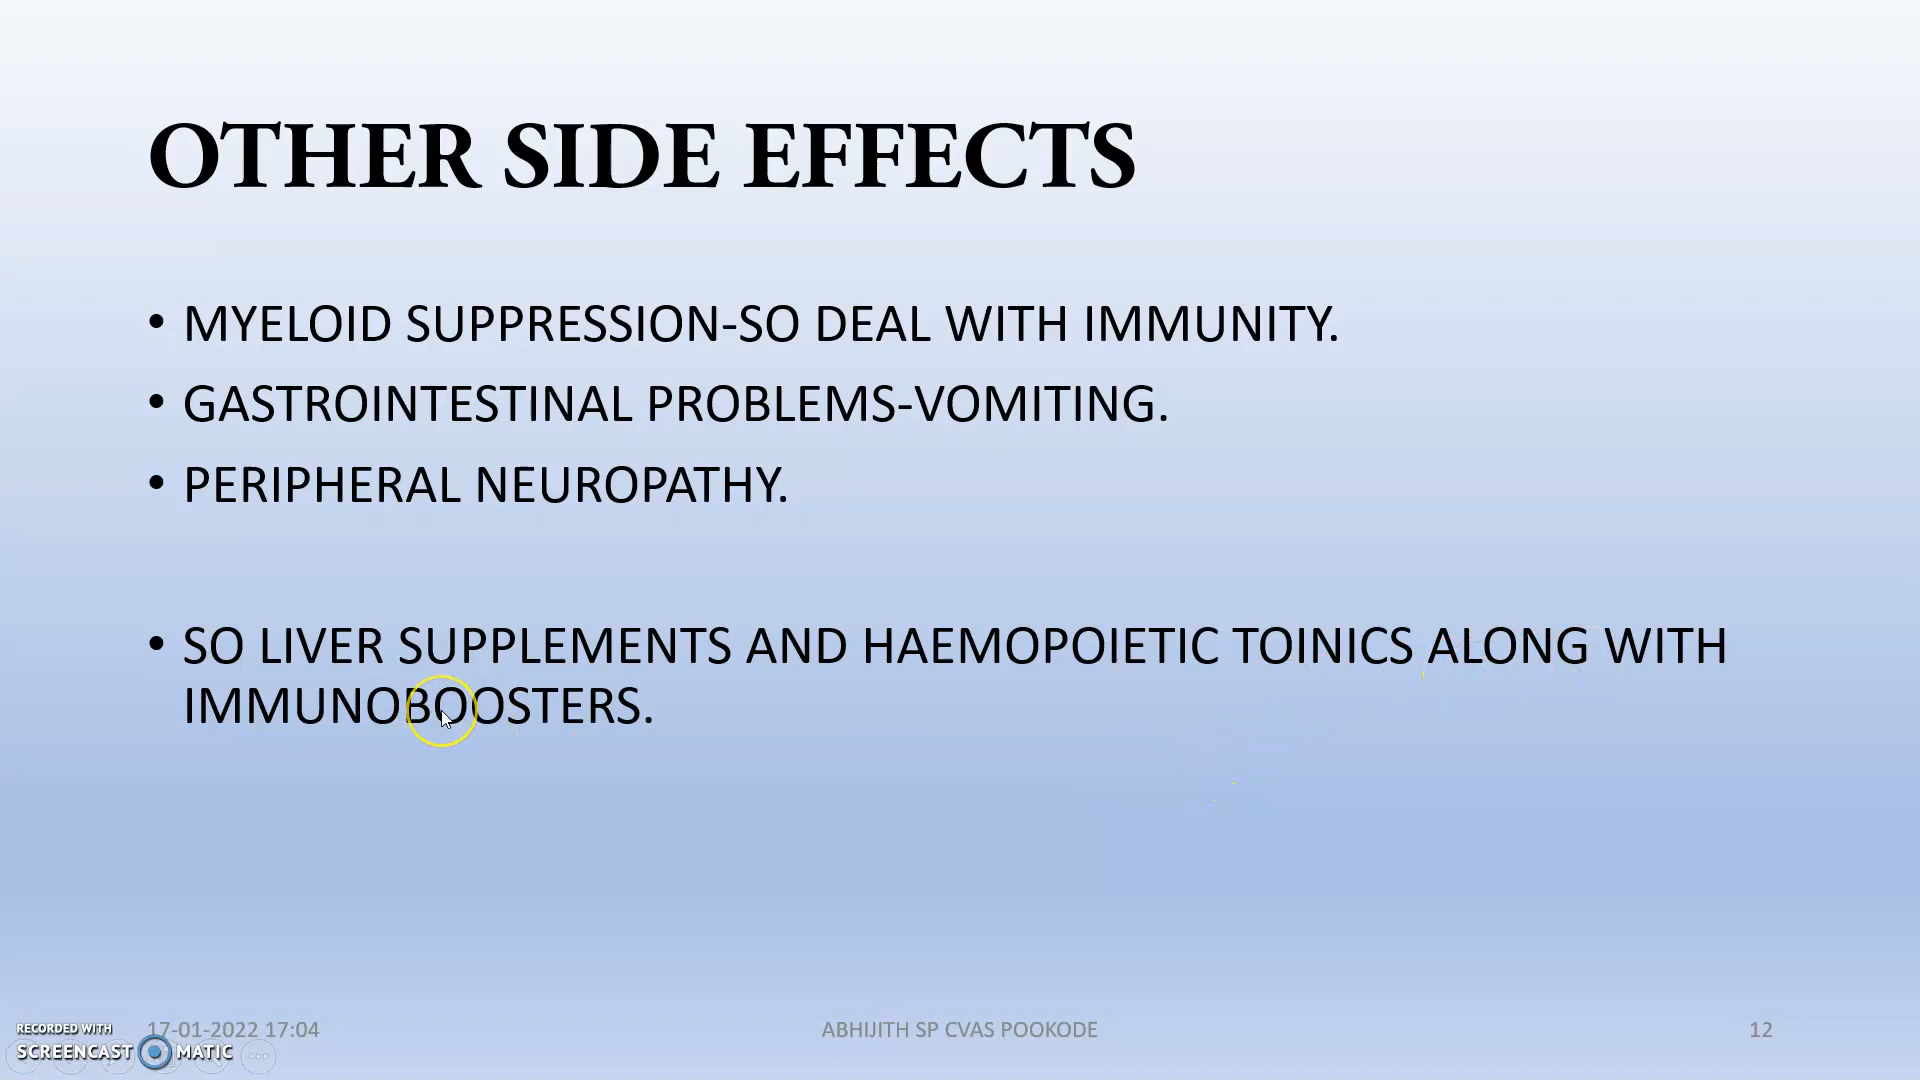 OTHER SIDE EFFECTS
• MYELOID SUPPRESSION-SO DEAL WITH IMMUNITY.
• GASTROINTESTINAL PROBLEMS-VOMITING.
• PERIPHERAL NEUROPATHY.
• SO LIVER SUPPLEMENTS AND HAEMOPOIETIC TOINICS ALONG WITH
IMMUNOBOOSTERS.
17-01-2022 17:04
ABHIJITH SP CVAS POOKODE
12
RECORDED WITH
SCREENCAST MATIC